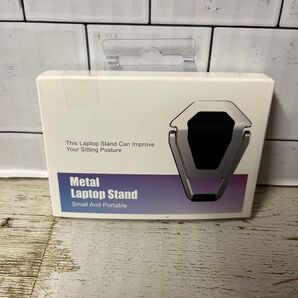 This Laptop Stand Can Improve
Your Sitting Posture
Metal
Laptop Stand
Small And Portable